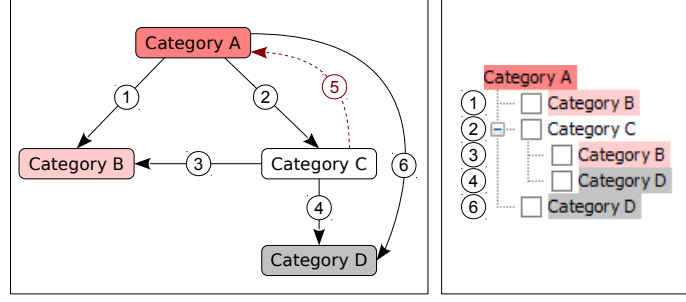 Category A
1
2
5
Category B
3
Category C
6
4
Category D
Category A
1 Category B
2 Category C
3 Category B
4 Category D
6 Category D